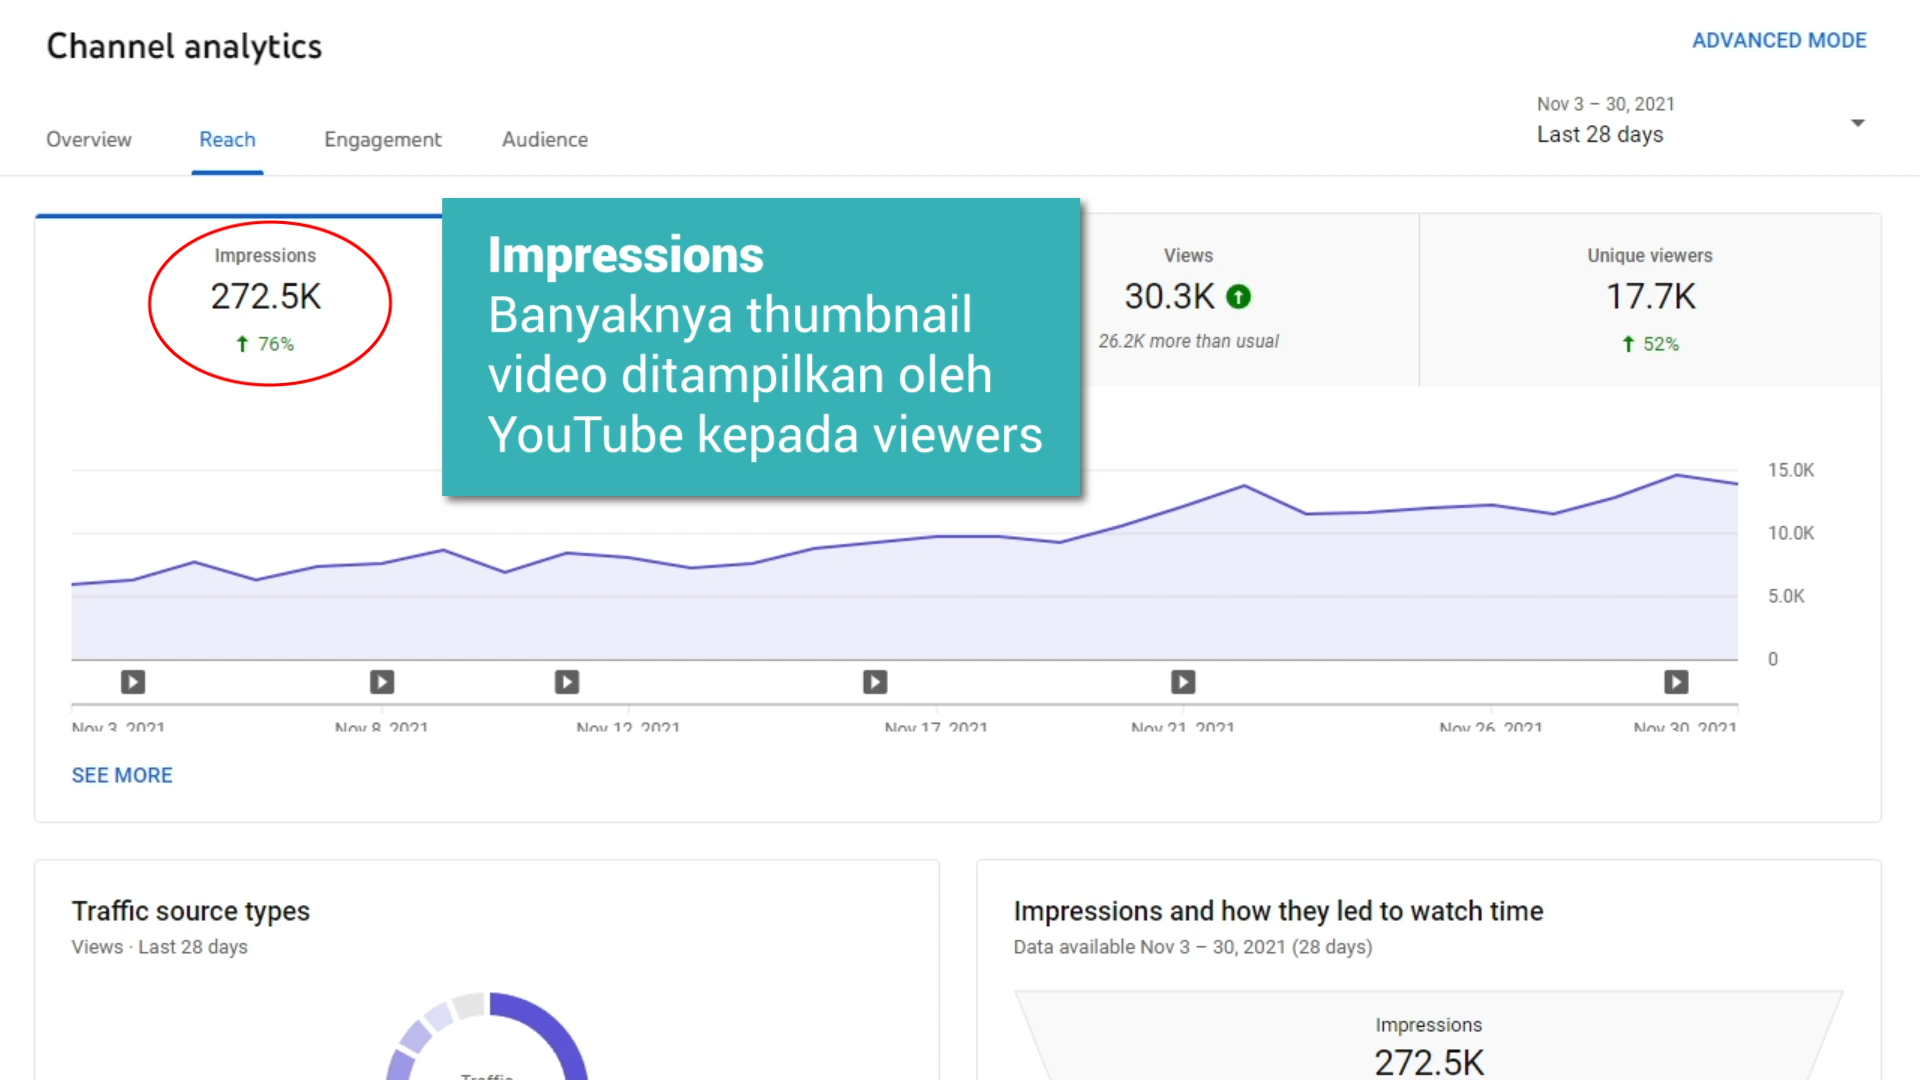 Channel analytics
ADVANCED MODE
Nov 3 – 30, 2021
Last 28 days
Overview
Reach
Engagement
Audience
Impressions
272.5K
76%
Impressions
Banyaknya thumbnail
video ditampilkan oleh
YouTube kepada viewers
Views
30.3K
26.2K more than usual
Unique viewers
17.7K
52%
15.0K
10.0K
5.0K
0
Nov 3, 2021
Nov 8, 2021
Nov 12, 2021
Nov 17, 2021
Nov 21, 2021
Nov 26, 2021
Nov 30, 2021
SEE MORE
Traffic source types
Views · Last 28 days
Traffic
Impressions and how they led to watch time
Data available Nov 3 – 30, 2021 (28 days)
Impressions
272.5K